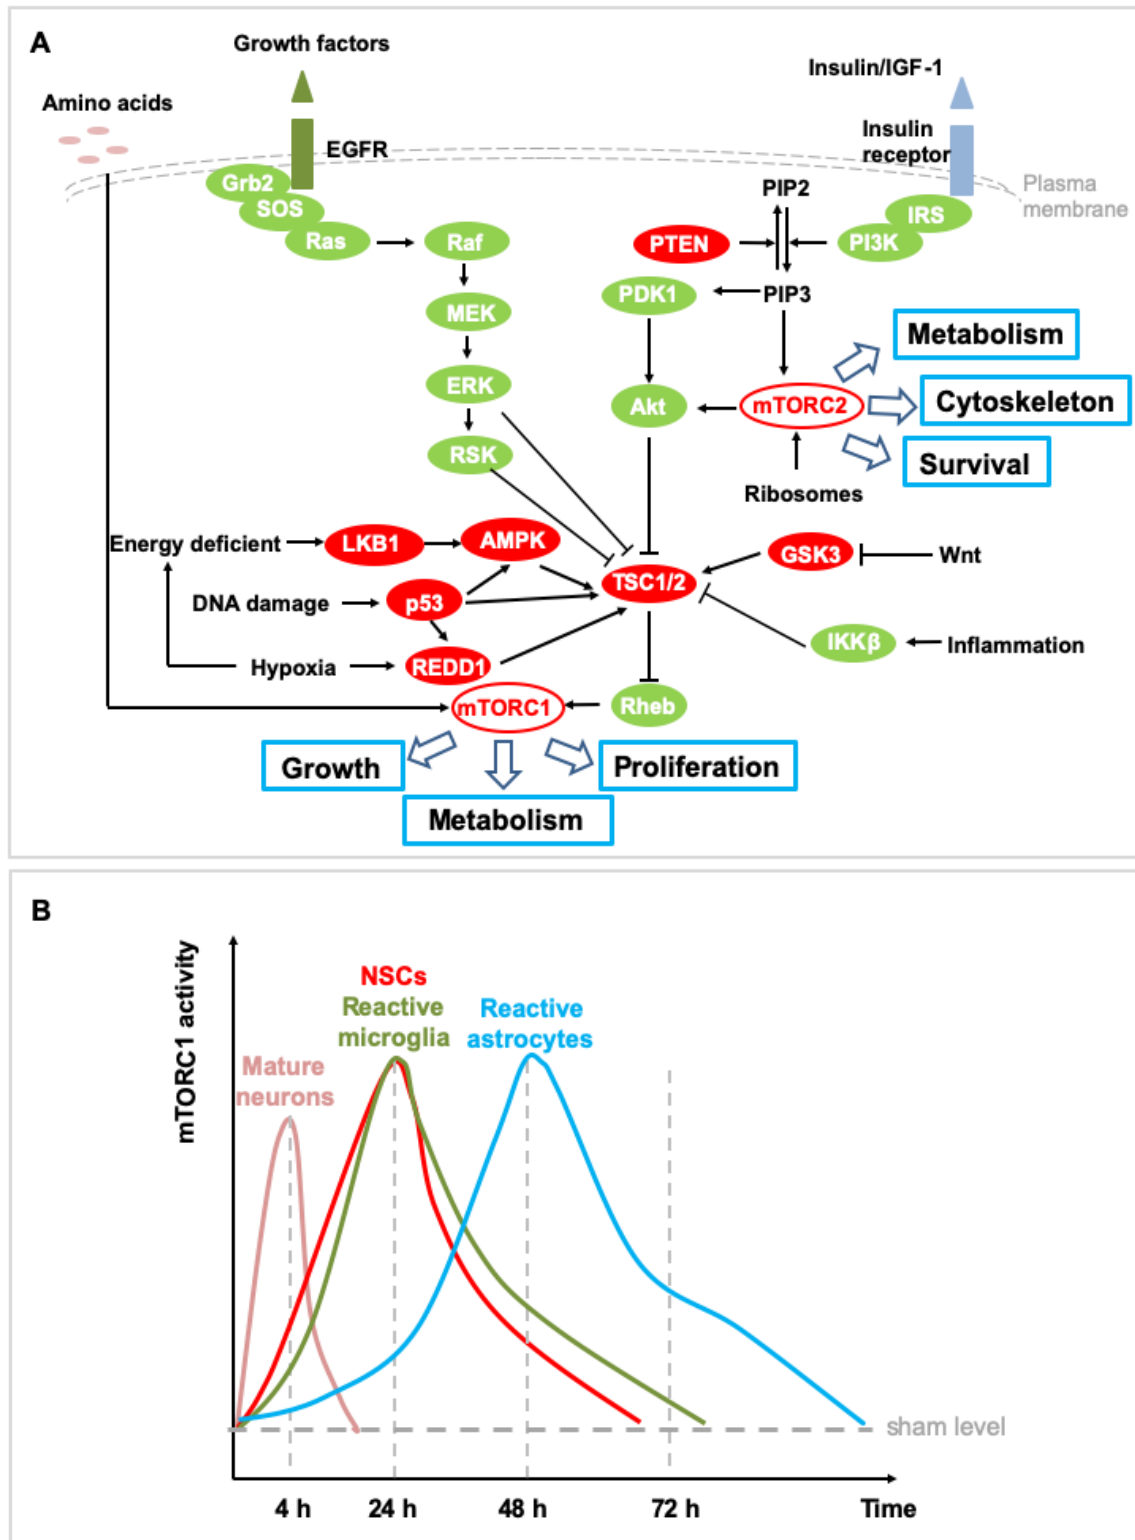 A
Growth factors
Insulin/IGF-1
Amino acids
EGFR
Insulin
receptor
Plasma
membrane
Grb2
SOS
Ras
Raf
MEK
ERK
RSK
PIP2
PTEN
PI3K
IRS
PDK1
PIP3
Akt
mTORC2
Metabolism
Cytoskeleton
Survival
Ribosomes
Energy deficient
LKB1
AMPK
TSC1/2
GSK3
Wnt
DNA damage
p53
IKKβ
Inflammation
Hypoxia
REDD1
mTORC1
Rheb
Growth
Proliferation
Metabolism
B
mTORC1 activity
NSCs
Reactive
microglia
Reactive
astrocytes
Mature
neurons
sham level
4 h
24 h
48 h
72 h
Time